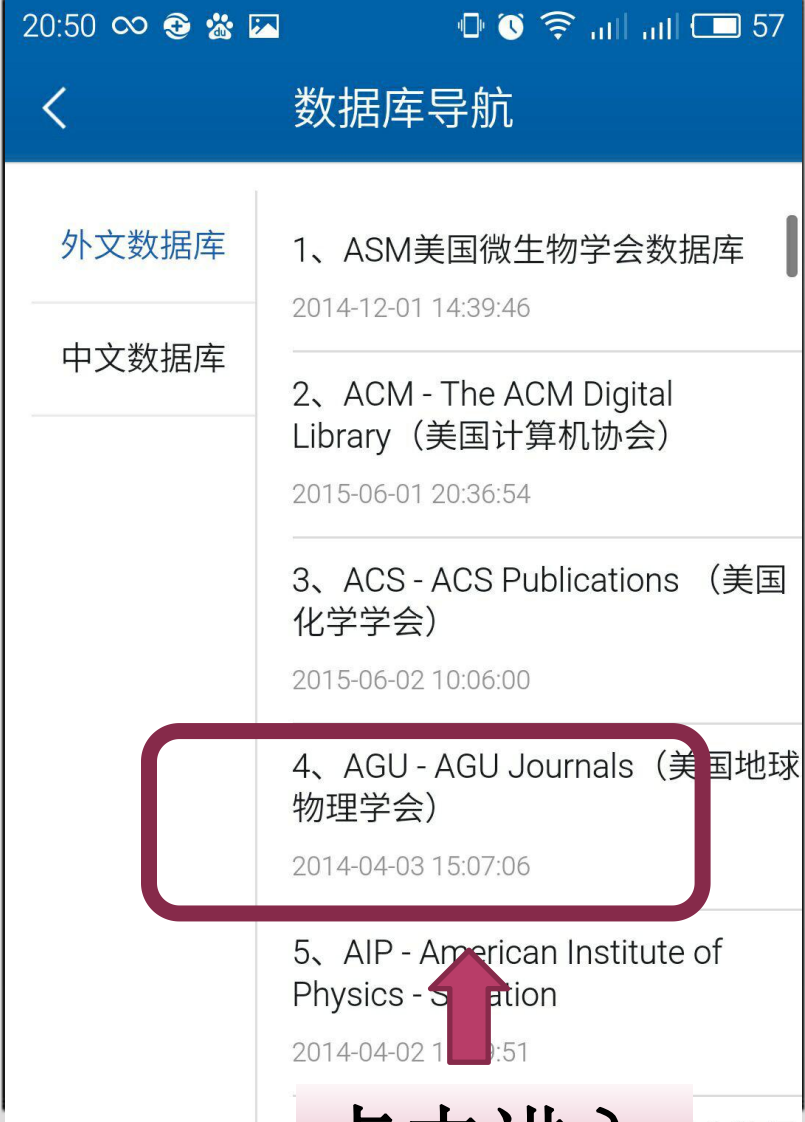 20:50
57
数据库导航
外文数据库
中文数据库
1、ASM美国微生物学会数据库
2014-12-01 14:39:46
2、ACM - The ACM Digital
Library（美国计算机协会）
2015-06-01 20:36:54
3、ACS - ACS Publications （美国
化学学会）
2015-06-02 10:06:00
4、AGU - AGU Journals（美国地球
物理学会）
2014-04-03 15:07:06
5、AIP - American Institute of
Physics -
2014-04-02